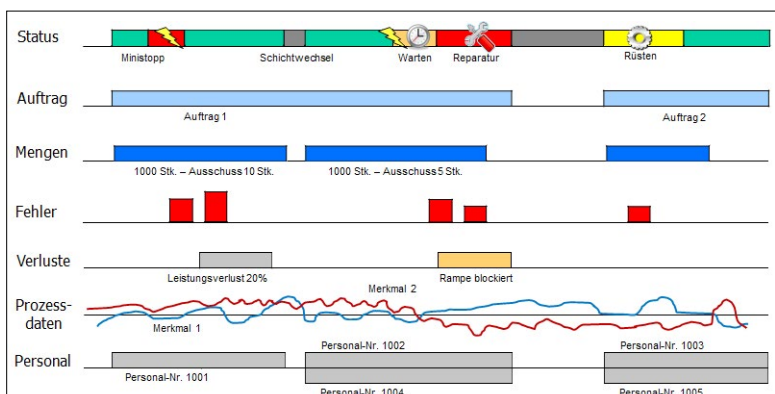 Status
Ministopp
Schichtwechsel
Warten
Reparatur
Rüsten
Auftrag
Auftrag 1
Auftrag 2
Mengen
1000 Stk. – Ausschuss 10 Stk.
1000 Stk. – Ausschuss 5 Stk.
Fehler
Verluste
Leistungsverlust 20%
Rampe blockiert
Merkmal 2
Prozess-
daten
Merkmal 1
Personal-Nr. 1002
Personal-Nr. 1003
Personal
Personal-Nr. 1001
Personal-Nr. 1004
Personal-Nr. 1005